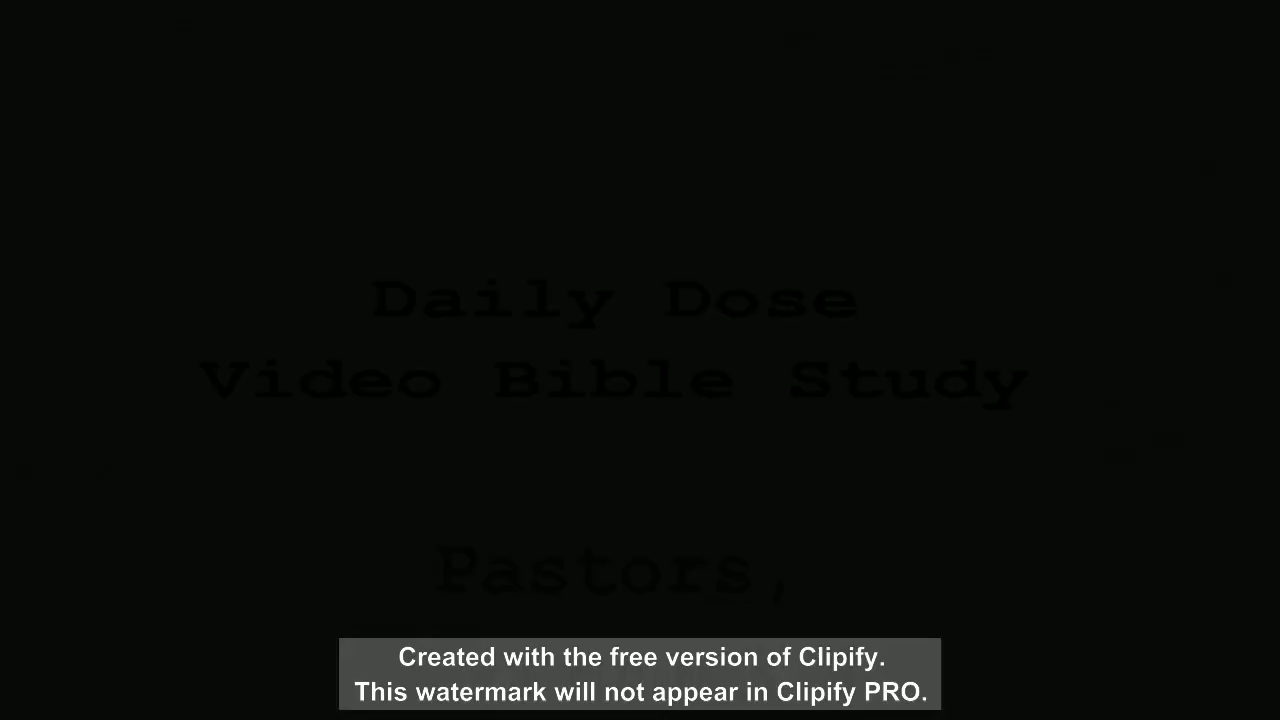 Daily Dose
Video Bible Study
Pastors,
Created with the free version of Clipify.
This watermark will not appear in Clipify PRO.